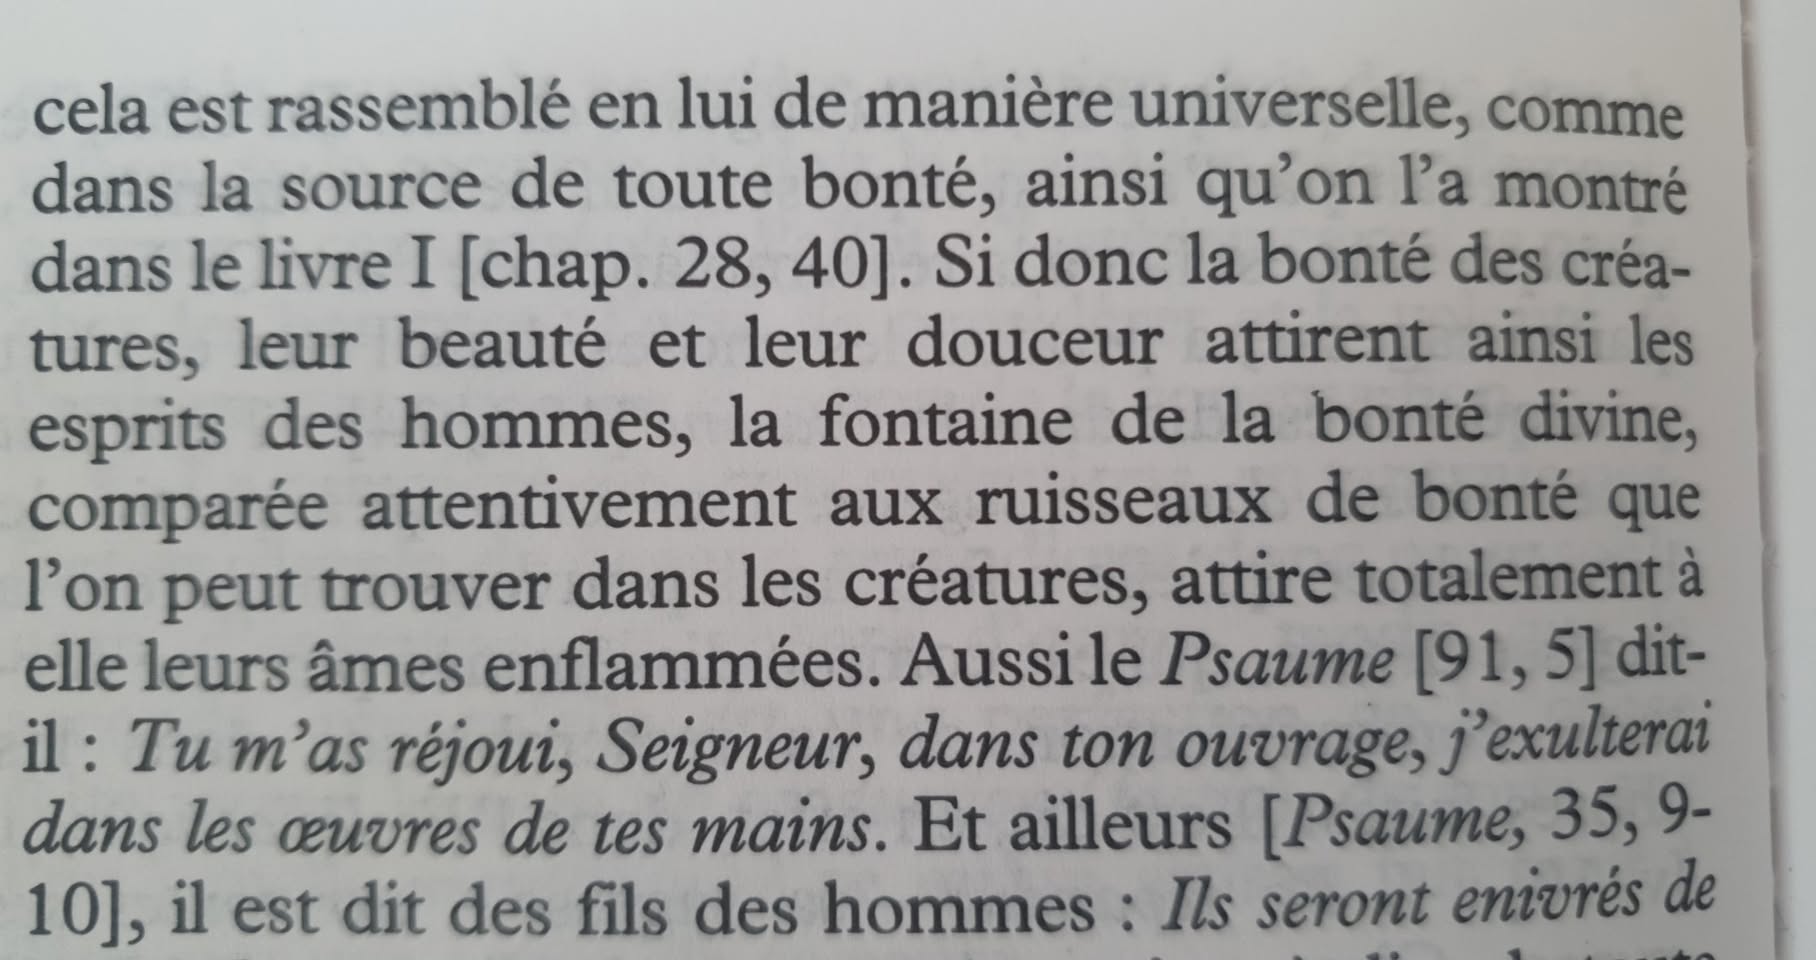 cela est rassemblé en lui de manière universelle, comme
dans la source de toute bonté, ainsi qu'on l'a montré
dans le livre I [chap. 28, 40]. Si donc la bonté des créa-
tures, leur beauté et leur douceur attirent ainsi les
esprits des hommes, la fontaine de la bonté divine,
comparée attentivement aux ruisseaux de bonté que
l'on peut trouver dans les créatures, attire totalement à
elle leurs âmes enflammées. Aussi le Psaume [91, 5] dit-
il : Tu m'as réjoui, Seigneur, dans ton ouvrage, j'exulterai
dans les œuvres de tes mains. Et ailleurs [Psaume, 35, 9-
10], il est dit des fils des hommes : Ils seront enivrés de